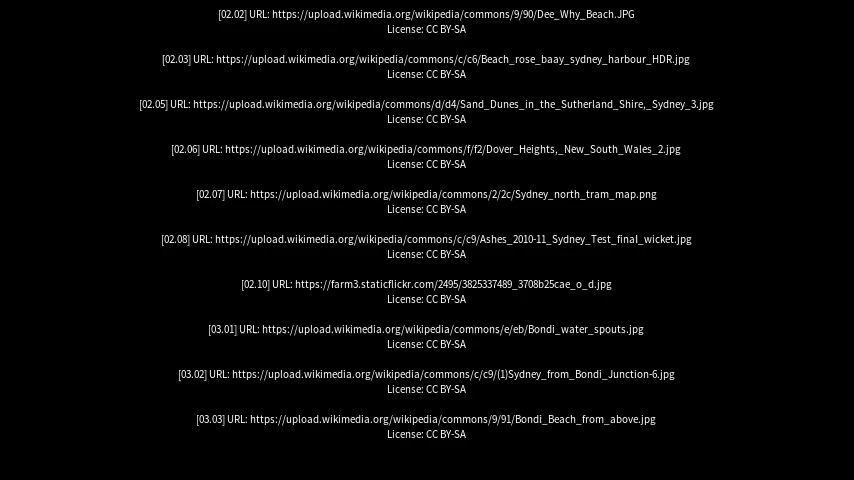 [02.02] URL: https://upload.wikimedia.org/wikipedia/commons/9/90/Dee_Why_Beach.JPG
License: CC BY-SA
[02.03] URL: https://upload.wikimedia.org/wikipedia/commons/c/c6/Beach_rose_baay_sydney_harbour_HDR.jpg
License: CC BY-SA
[02.05] URL: https://upload.wikimedia.org/wikipedia/commons/d/d4/Sand_Dunes_in_the_Sutherland_Shire,_Sydney_3.jpg
License: CC BY-SA
[02.06] URL: https://upload.wikimedia.org/wikipedia/commons/f/f2/Dover_Heights,_New_South_Wales_2.jpg
License: CC BY-SA
[02.07] URL: https://upload.wikimedia.org/wikipedia/commons/2/2c/Sydney_north_tram_map.png
License: CC BY-SA
[02.08] URL: https://upload.wikimedia.org/wikipedia/commons/c/c9/Ashes_2010-11_Sydney_Test_final_wicket.jpg
License: CC BY-SA
[02.10] URL: https://farm3.staticflickr.com/2495/3825337489_3708b25cae_o_d.jpg
License: CC BY-SA
[03.01] URL: https://upload.wikimedia.org/wikipedia/commons/e/eb/Bondi_water_spouts.jpg
License: CC BY-SA
[03.02] URL: https://upload.wikimedia.org/wikipedia/commons/c/c9/(1)Sydney_from_Bondi_Junction-6.jpg
License: CC BY-SA
[03.03] URL: https://upload.wikimedia.org/wikipedia/commons/9/91/Bondi_Beach_from_above.jpg
License: CC BY-SA